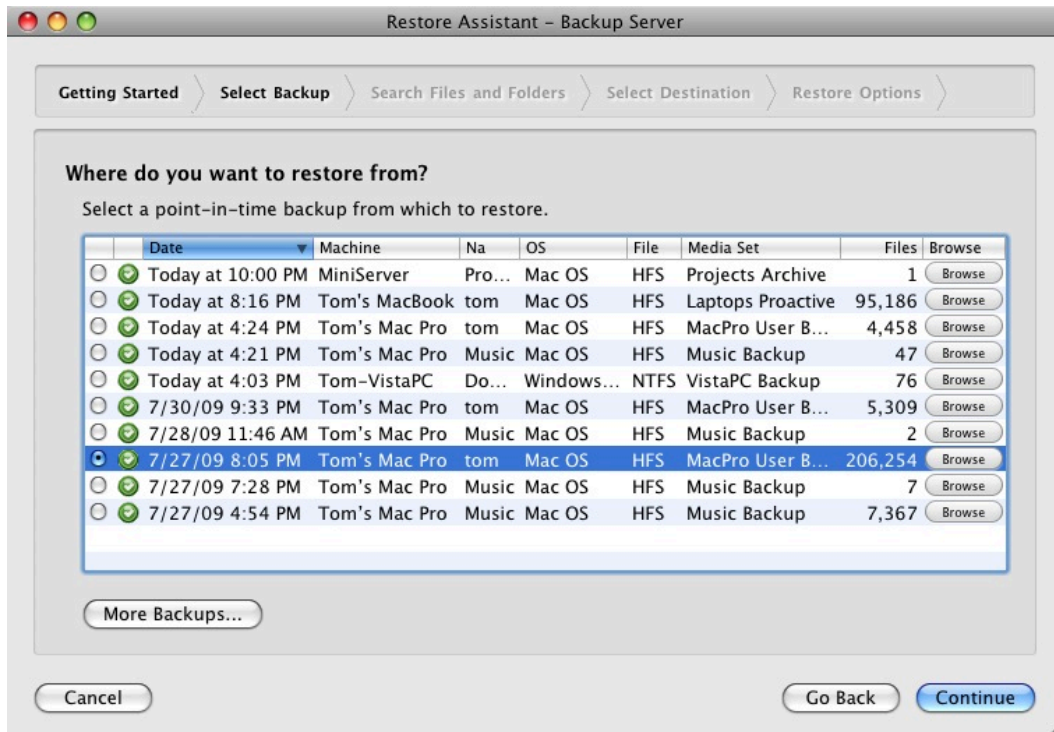 Restore Assistant – Backup Server
Getting Started Select Backup Search Files and Folders Select Destination Restore Options
Where do you want to restore from?
Select a point-in-time backup from which to restore.
Date Machine Na OS File Media Set Files Browse
Today at 10:00 PM MiniServer Pro... Mac OS HFS Projects Archive 1 Browse
Today at 8:16 PM Tom's MacBook tom Mac OS HFS Laptops Proactive 95,186 Browse
Today at 4:24 PM Tom's Mac Pro tom Mac OS HFS MacPro User B... 4,458 Browse
Today at 4:21 PM Tom's Mac Pro Music Mac OS HFS Music Backup 47 Browse
Today at 4:03 PM Tom-VistaPC Do... Windows... NTFS VistaPC Backup 76 Browse
7/30/09 9:33 PM Tom's Mac Pro tom Mac OS HFS MacPro User B... 5,309 Browse
7/28/09 11:46 AM Tom's Mac Pro Music Mac OS HFS Music Backup 2 Browse
7/27/09 8:05 PM Tom's Mac Pro tom Mac OS HFS MacPro User B... 206,254 Browse
7/27/09 7:28 PM Tom's Mac Pro Music Mac OS HFS Music Backup 7 Browse
7/27/09 4:54 PM Tom's Mac Pro Music Mac OS HFS Music Backup 7,367 Browse
More Backups...
Cancel Go Back Continue